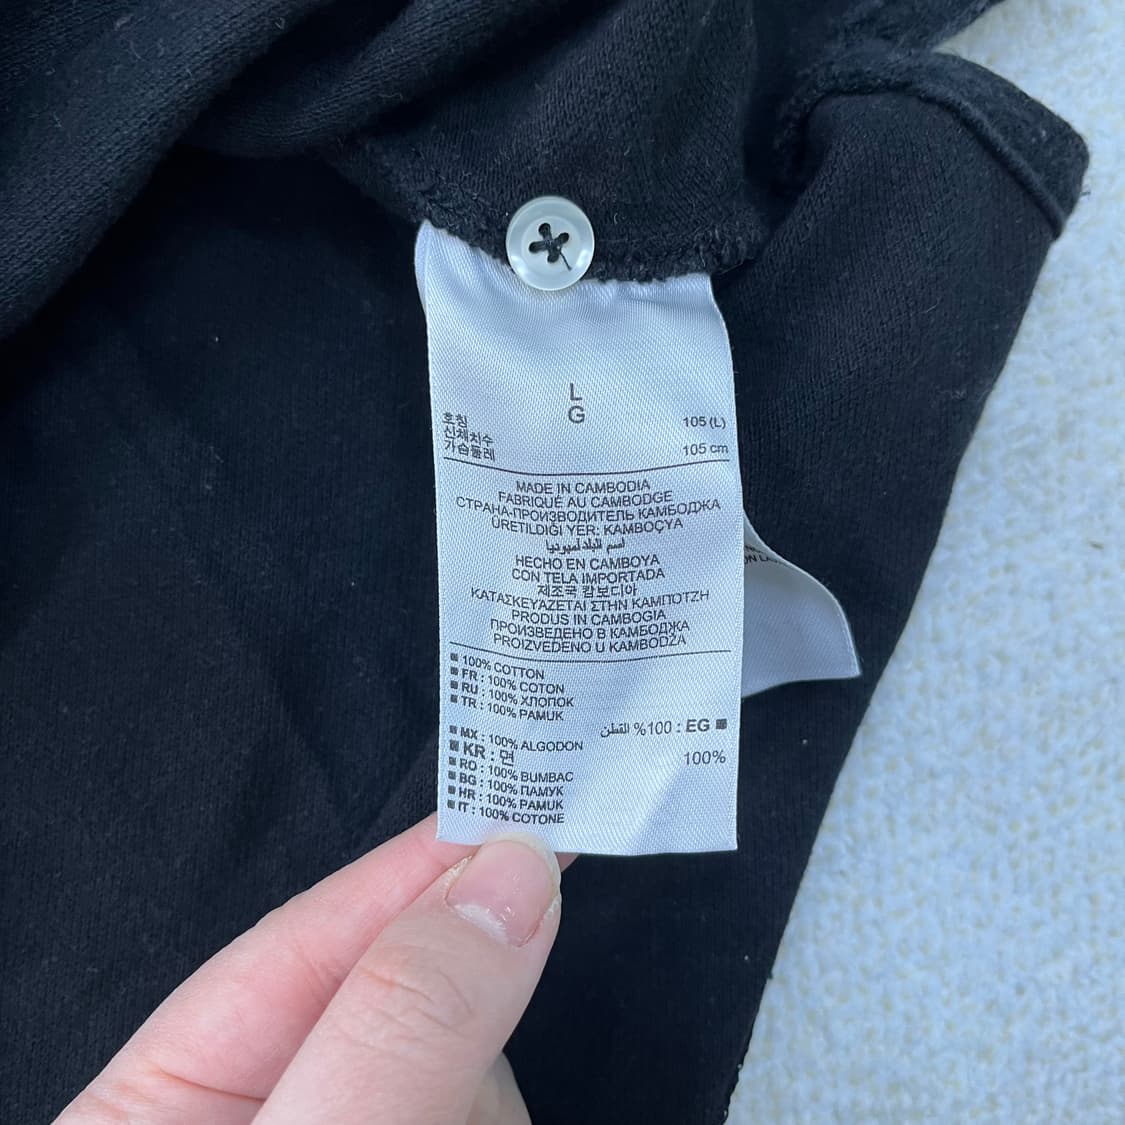 L
G
호칭 105 (L)
신체치수
가슴둘레 105 cm
MADE IN CAMBODIA
FABRIQUÉ AU CAMBODGE
СТРАНА-ПРОИЗВОДИТЕЛЬ КАМБОДЖА
ÜRETILDIĞI YER: KAMBOÇYA
HECHO EN CAMBOYA
CON TELA IMPORTADA
제조국 캄보디아
ΚΑΤΑΣΚΕΥΆΖΕΤΑΙ ΣΤΗΝ ΚΑΜΠΟΤΖΗ
PRODUS IN CAMBOGIA
ПРОИЗВЕДЕНО В КАМБОДЖА
PROIZVEDENO U KAMBODŽA
■ 100% COTTON
■ FR : 100% COTON
■ RU : 100% ХЛОПОК
■ TR : 100% PAMUK
■ EG : 100% القطن
■ MX : 100% ALGODON
■ KR : 면 100%
■ RO : 100% BUMBAC
■ BG : 100% ПАМУК
■ HR : 100% PAMUK
■ IT : 100% COTONE